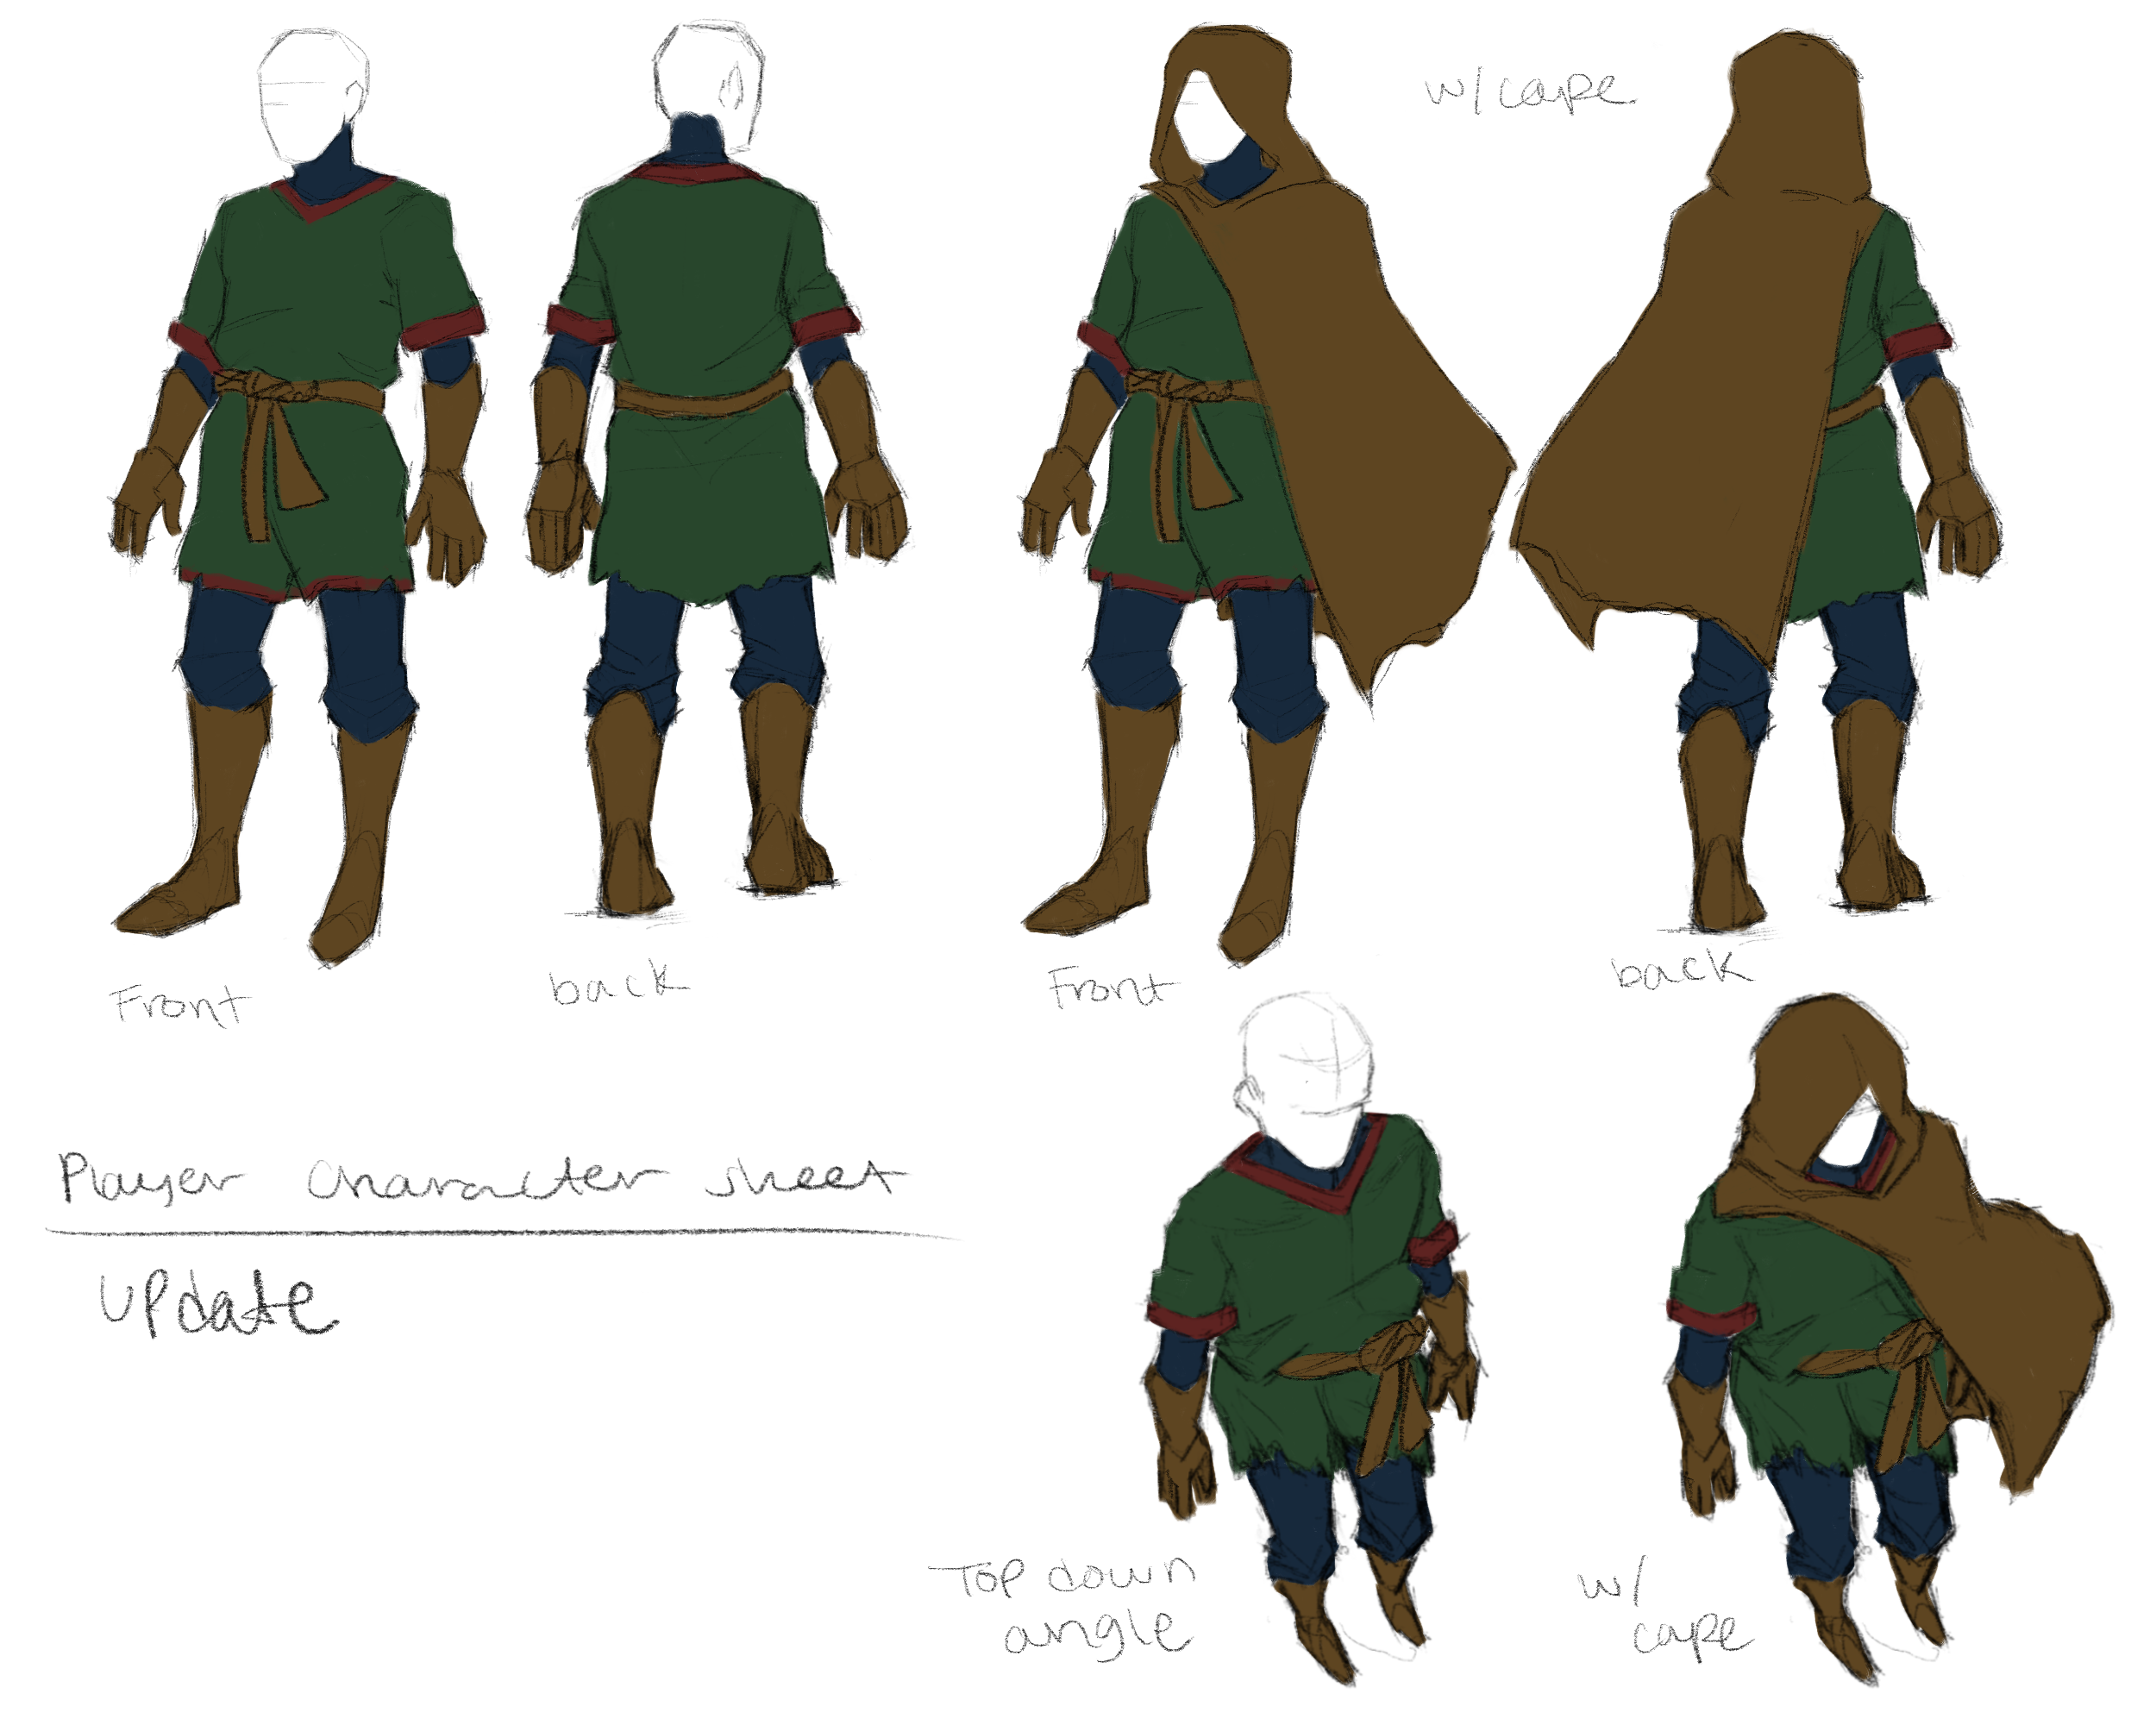 w/ cape
Front
back
Front
back
Player Character sheet
update
Top down
angle
w/
cape